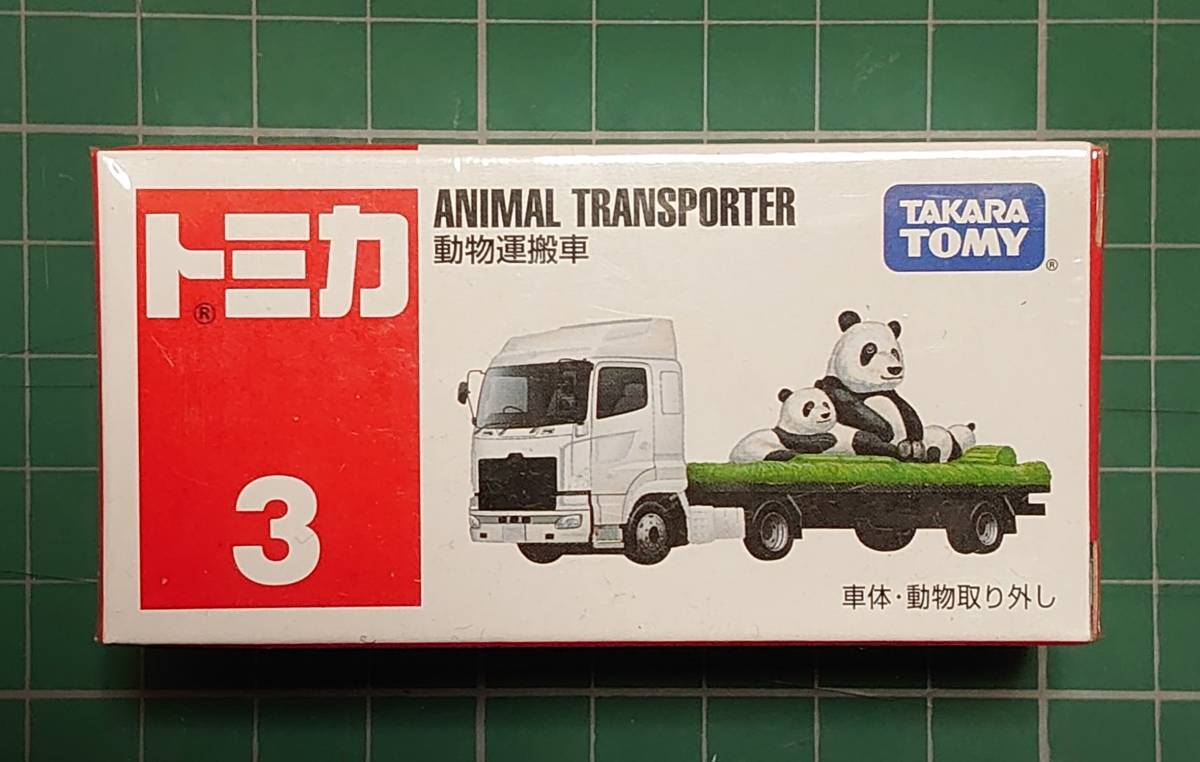 トミカ
®
3
ANIMAL TRANSPORTER
動物運搬車
TAKARA
TOMY
®
車体・動物取り外し